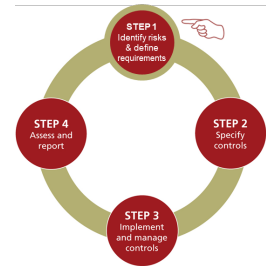 STEP 1
Identify risks
& define
requirements
STEP 2
Specify
controls
STEP 3
Implement
and manage
controls
STEP 4
Assess and
report